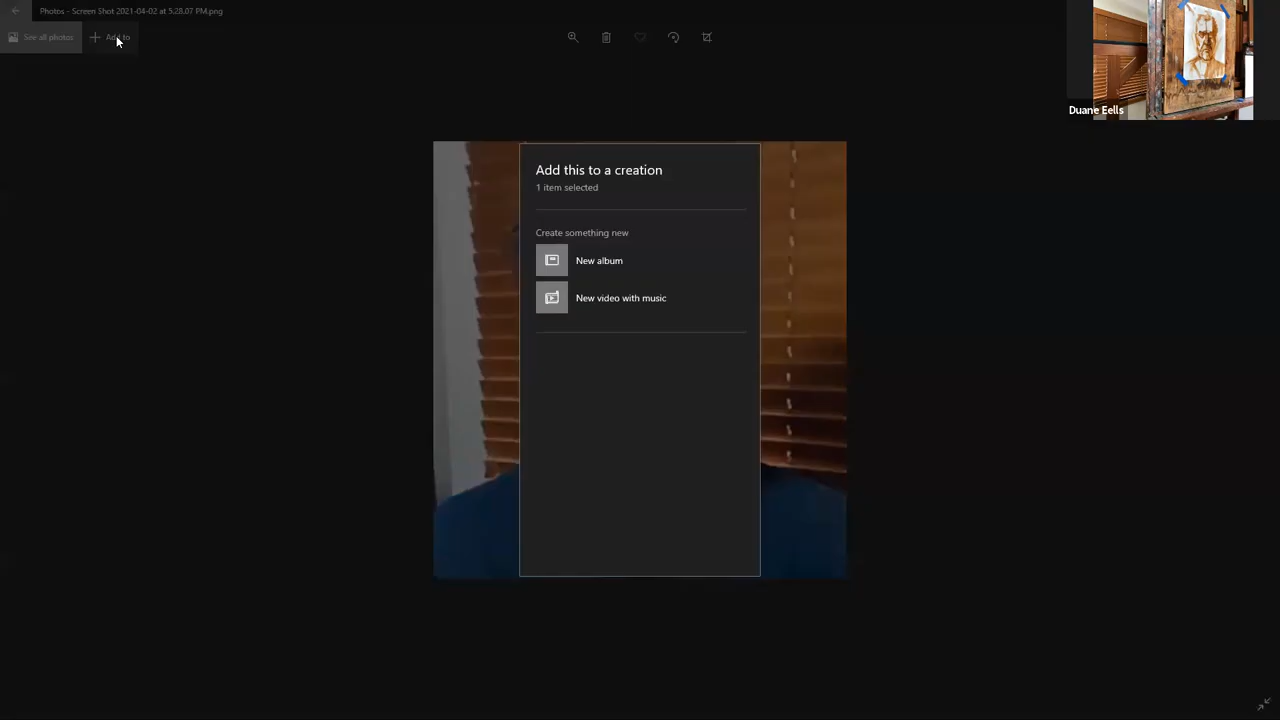 Photos - Screen Shot 2021-04-02 at 5.28.07 PM.png
See all photos
Add to
Duane Eells
Add this to a creation
1 item selected
Create something new
New album
New video with music